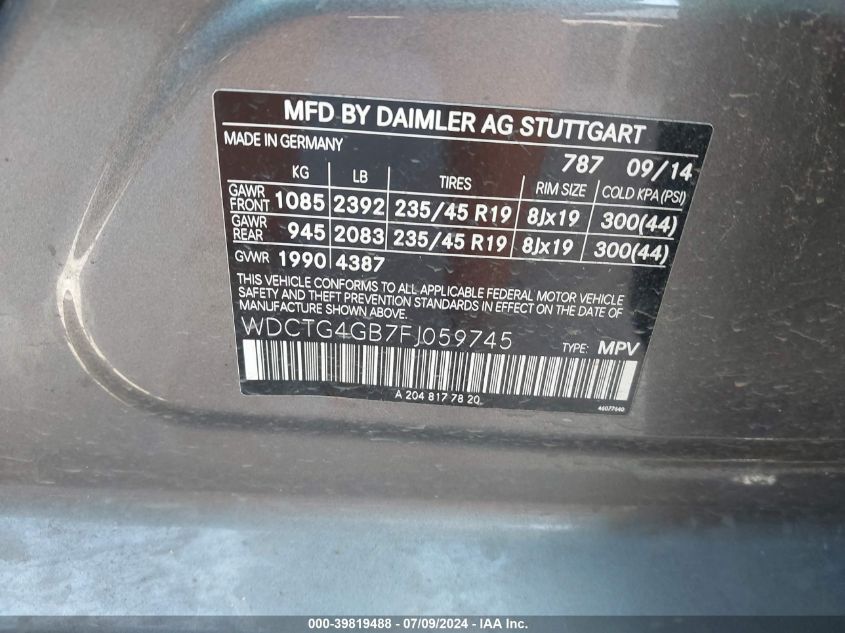 MFD BY DAIMLER AG STUTTGART
MADE IN GERMANY 787 09/14
KG LB TIRES RIM SIZE COLD KPA (PSI)
GAWR FRONT 1085 2392 235/45 R19 8Jx19 300(44)
GAWR REAR 945 2083 235/45 R19 8Jx19 300(44)
GVWR 1990 4387
THIS VEHICLE CONFORMS TO ALL APPLICABLE FEDERAL MOTOR VEHICLE
SAFETY AND THEFT PREVENTION STANDARDS IN EFFECT ON THE DATE OF
MANUFACTURE SHOWN ABOVE.
WDCTG4GB7FJ059745 TYPE: MPV
A 204 817 78 20 46077640
000-39819488 - 07/09/2024 - IAA Inc.